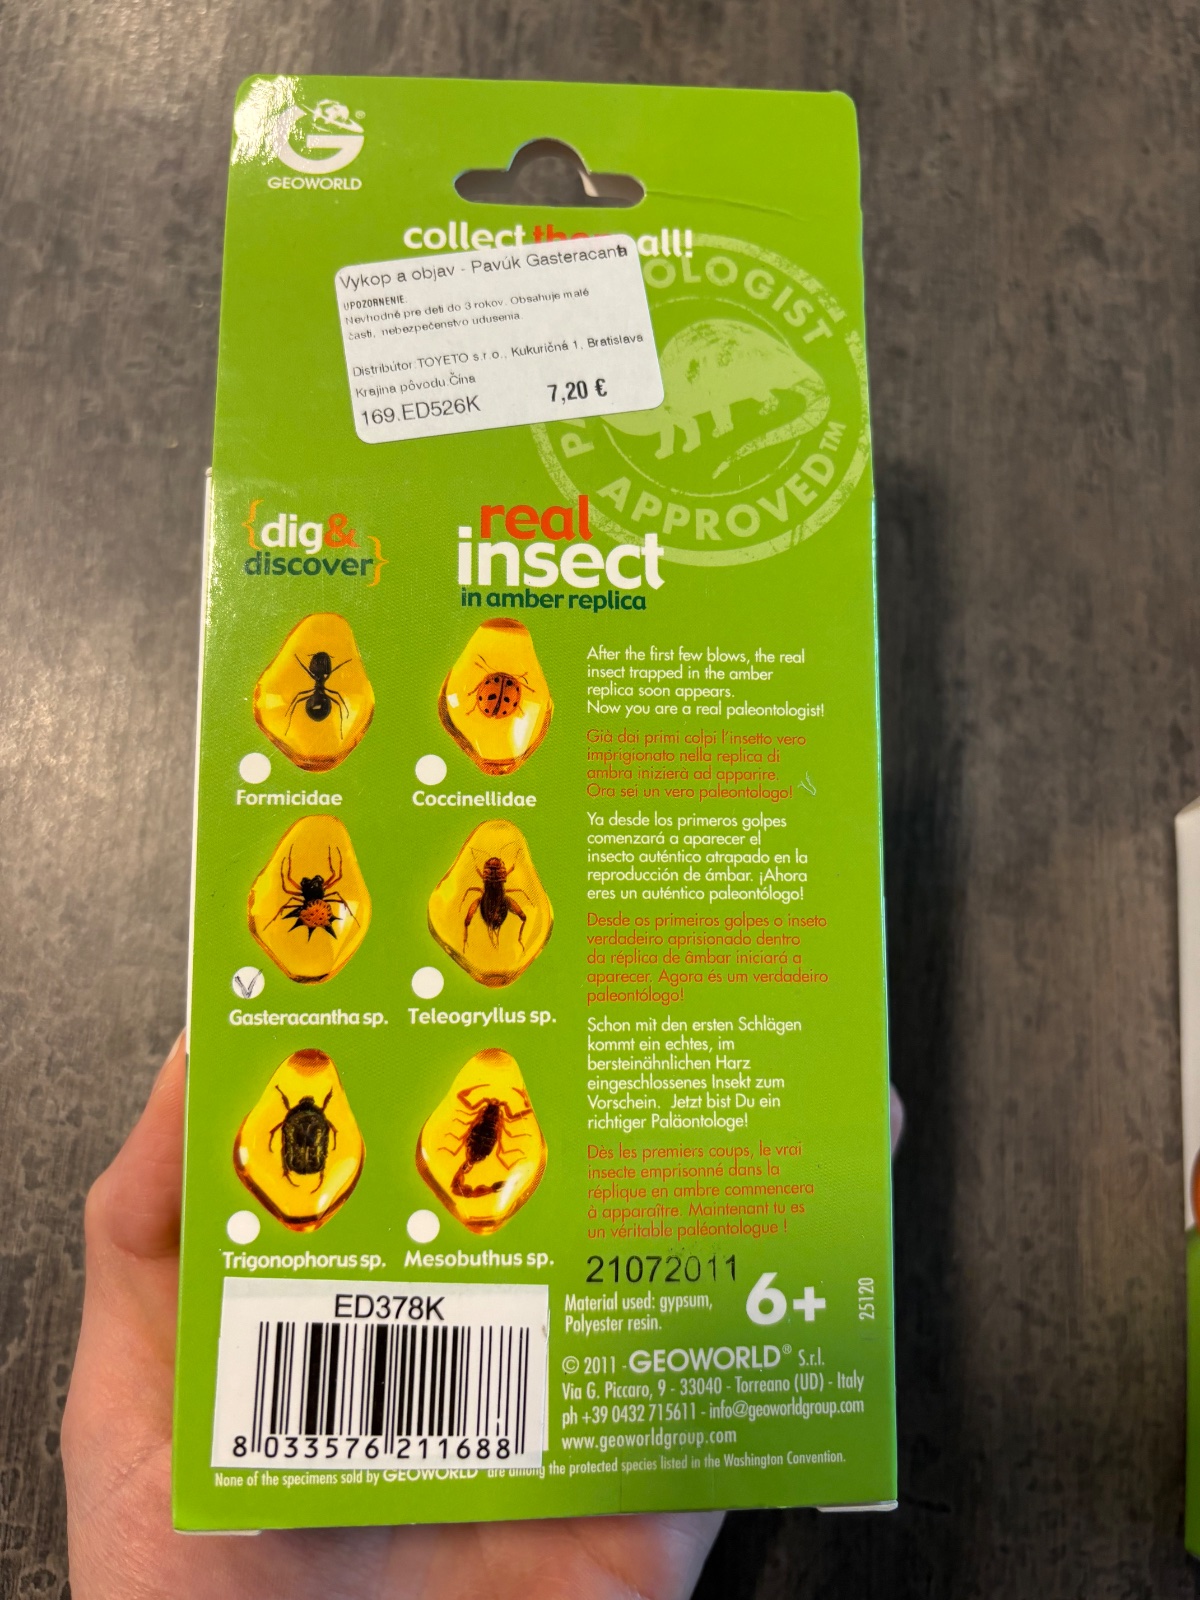 GEOWORLD
collect all!
Vykop a objav - Pavúk Gasteracanta
UPOZORNENIE.
Nevhodné pre deti do 3 rokov. Obsahuje malé
časti, nebezpečenstvo udusenia.
Distribútor.TOYETO s.r.o., Kukuričná 1, Bratislava
Krajina pôvodu.Čína
169.ED526K 7,20 €
OLOGIST
APPROVED™
{dig&
discover}
real
insect
in amber replica
Formicidae
Coccinellidae
Gasteracantha sp.
Teleogryllus sp.
Trigonophorus sp.
Mesobuthus sp.
After the first few blows, the real
insect trapped in the amber
replica soon appears.
Now you are a real paleontologist!
Già dai primi colpi l'insetto vero
imprigionato nella replica di
ambra inizierà ad apparire.
Ora sei un vero paleontologo!
Ya desde los primeros golpes
comenzará a aparecer el
insecto auténtico atrapado en la
reproducción de ámbar. ¡Ahora
eres un auténtico paleontólogo!
Desde os primeiros golpes o inseto
verdadeiro aprisionado dentro
da réplica de âmbar iniciará a
aparecer. Agora és um verdadeiro
paleontólogo!
Schon mit den ersten Schlägen
kommt ein echtes, im
bersteinähnlichen Harz
eingeschlossenes Insekt zum
Vorschein. Jetzt bist Du ein
richtiger Paläontologe!
Dès les premiers coups, le vrai
insecte emprisonné dans la
réplique en ambre commencera
à apparaître. Maintenant tu es
un véritable paléontologue !
21072011
Material used: gypsum,
Polyester resin.
6+
25120
ED378K
8 033576 211688
© 2011 - GEOWORLD® S.r.l.
Via G. Piccaro, 9 - 33040 - Torreano (UD) - Italy
ph +39 0432 715611 - info@geoworldgroup.com
www.geoworldgroup.com
None of the specimens sold by GEOWORLD are among the protected species listed in the Washington Convention.